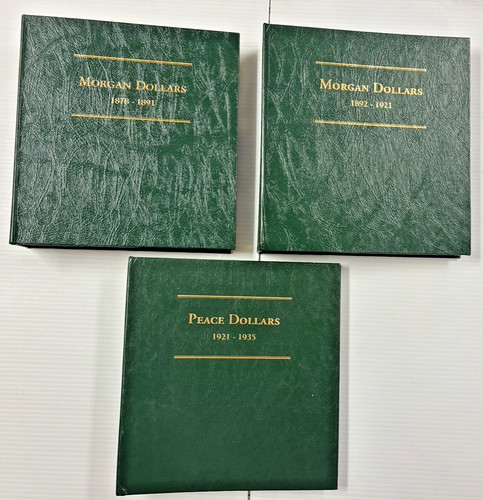 Morgan Dollars
1878 - 1891
Morgan Dollars
1892 - 1921
Peace Dollars
1921 - 1935